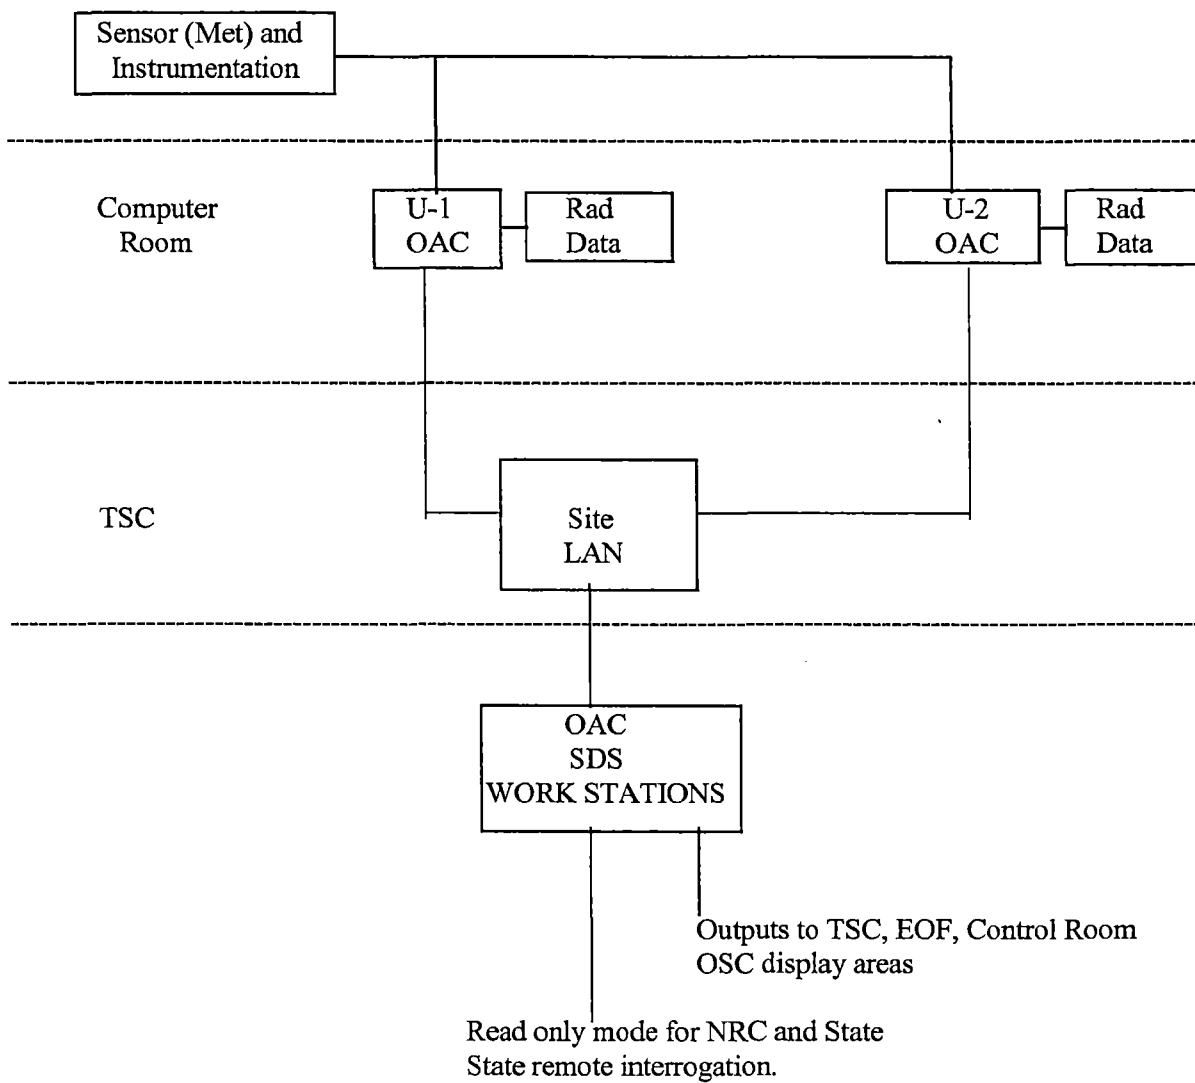 Sensor (Met) and
Instrumentation
Computer
Room
U-1
OAC
Rad
Data
U-2
OAC
Rad
Data
TSC
Site
LAN
OAC
SDS
WORK STATIONS
Outputs to TSC, EOF, Control Room
OSC display areas
Read only mode for NRC and State
State remote interrogation.